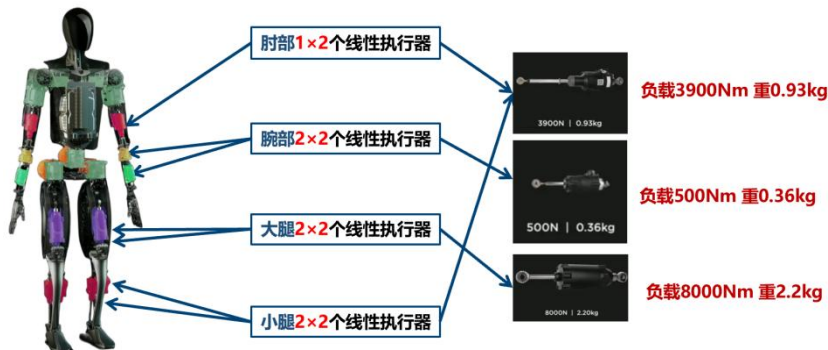 肘部1×2个线性执行器
3900N | 0.93kg
负载3900Nm 重0.93kg
腕部2×2个线性执行器
500N | 0.36kg
负载500Nm 重0.36kg
大腿2×2个线性执行器
8000N | 2.20kg
负载8000Nm 重2.2kg
小腿2×2个线性执行器